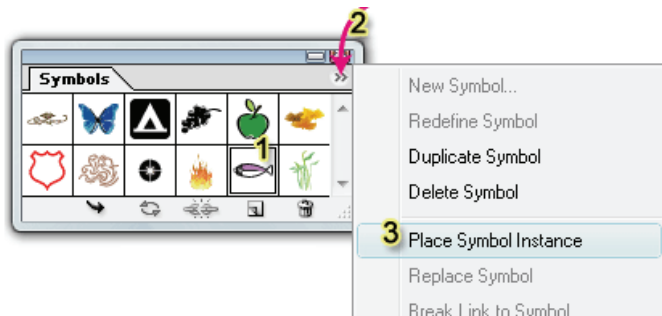 2
Symbols
»
1
New Symbol...
Redefine Symbol
Duplicate Symbol
Delete Symbol
3 Place Symbol Instance
Replace Symbol
Break Link to Symbol